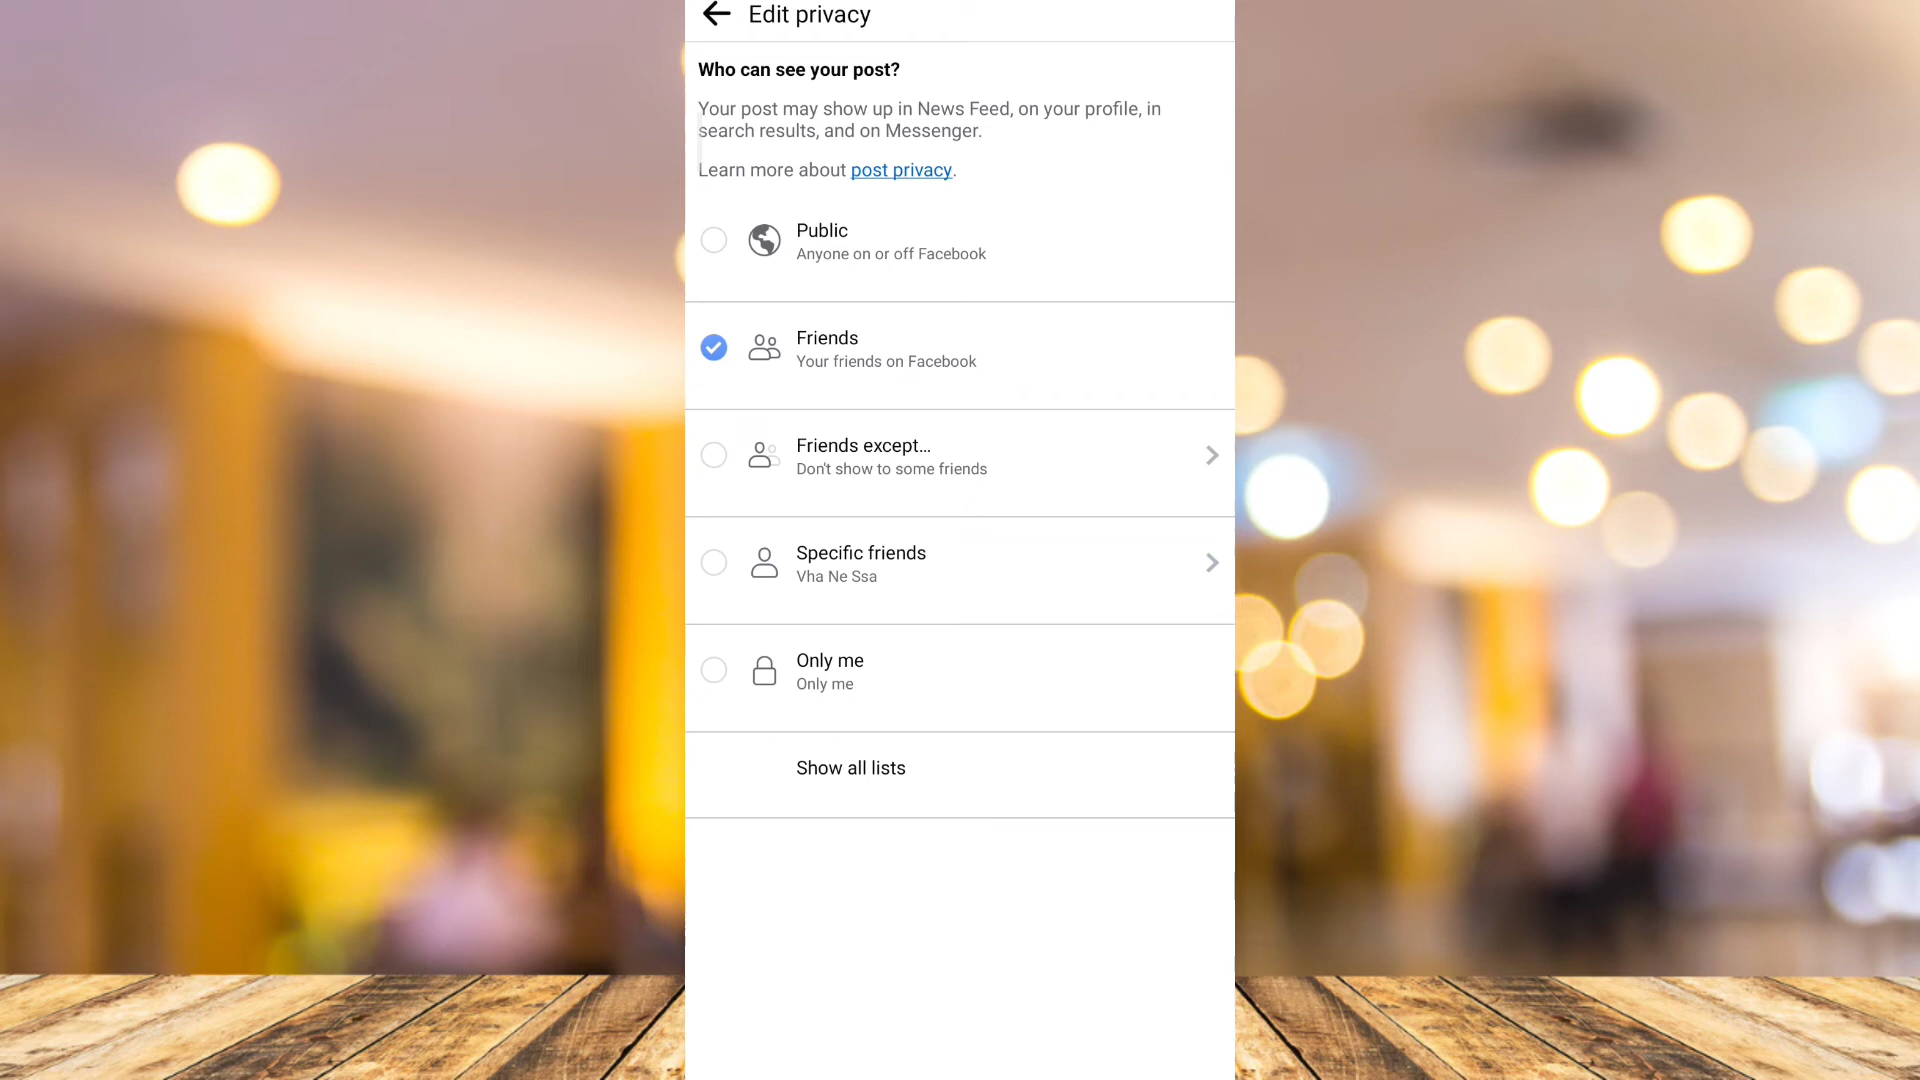 Edit privacy
Who can see your post?
Your post may show up in News Feed, on your profile, in
search results, and on Messenger.
Learn more about post privacy.
Public
Anyone on or off Facebook
Friends
Your friends on Facebook
Friends except...
Don't show to some friends
Specific friends
Vha Ne Ssa
Only me
Only me
Show all lists